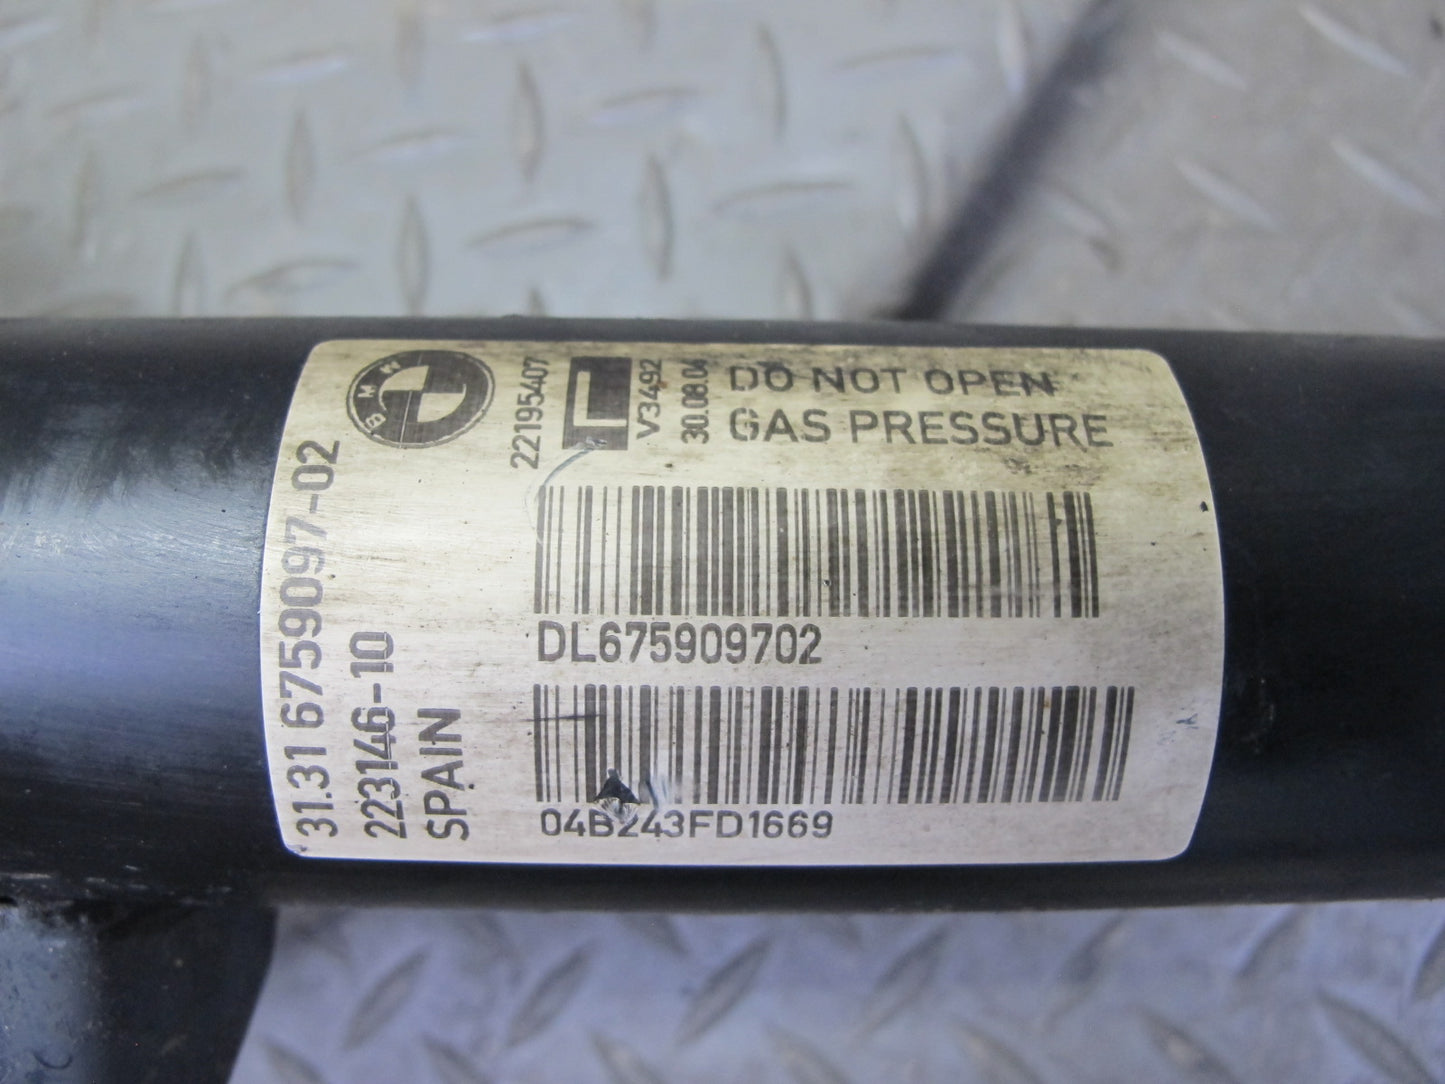 BMW
31.31 6759097-02
223146-10
SPAIN
22195407
V3492
30.08.04
DO NOT OPEN
GAS PRESSURE
DL675909702
04B243FD1669